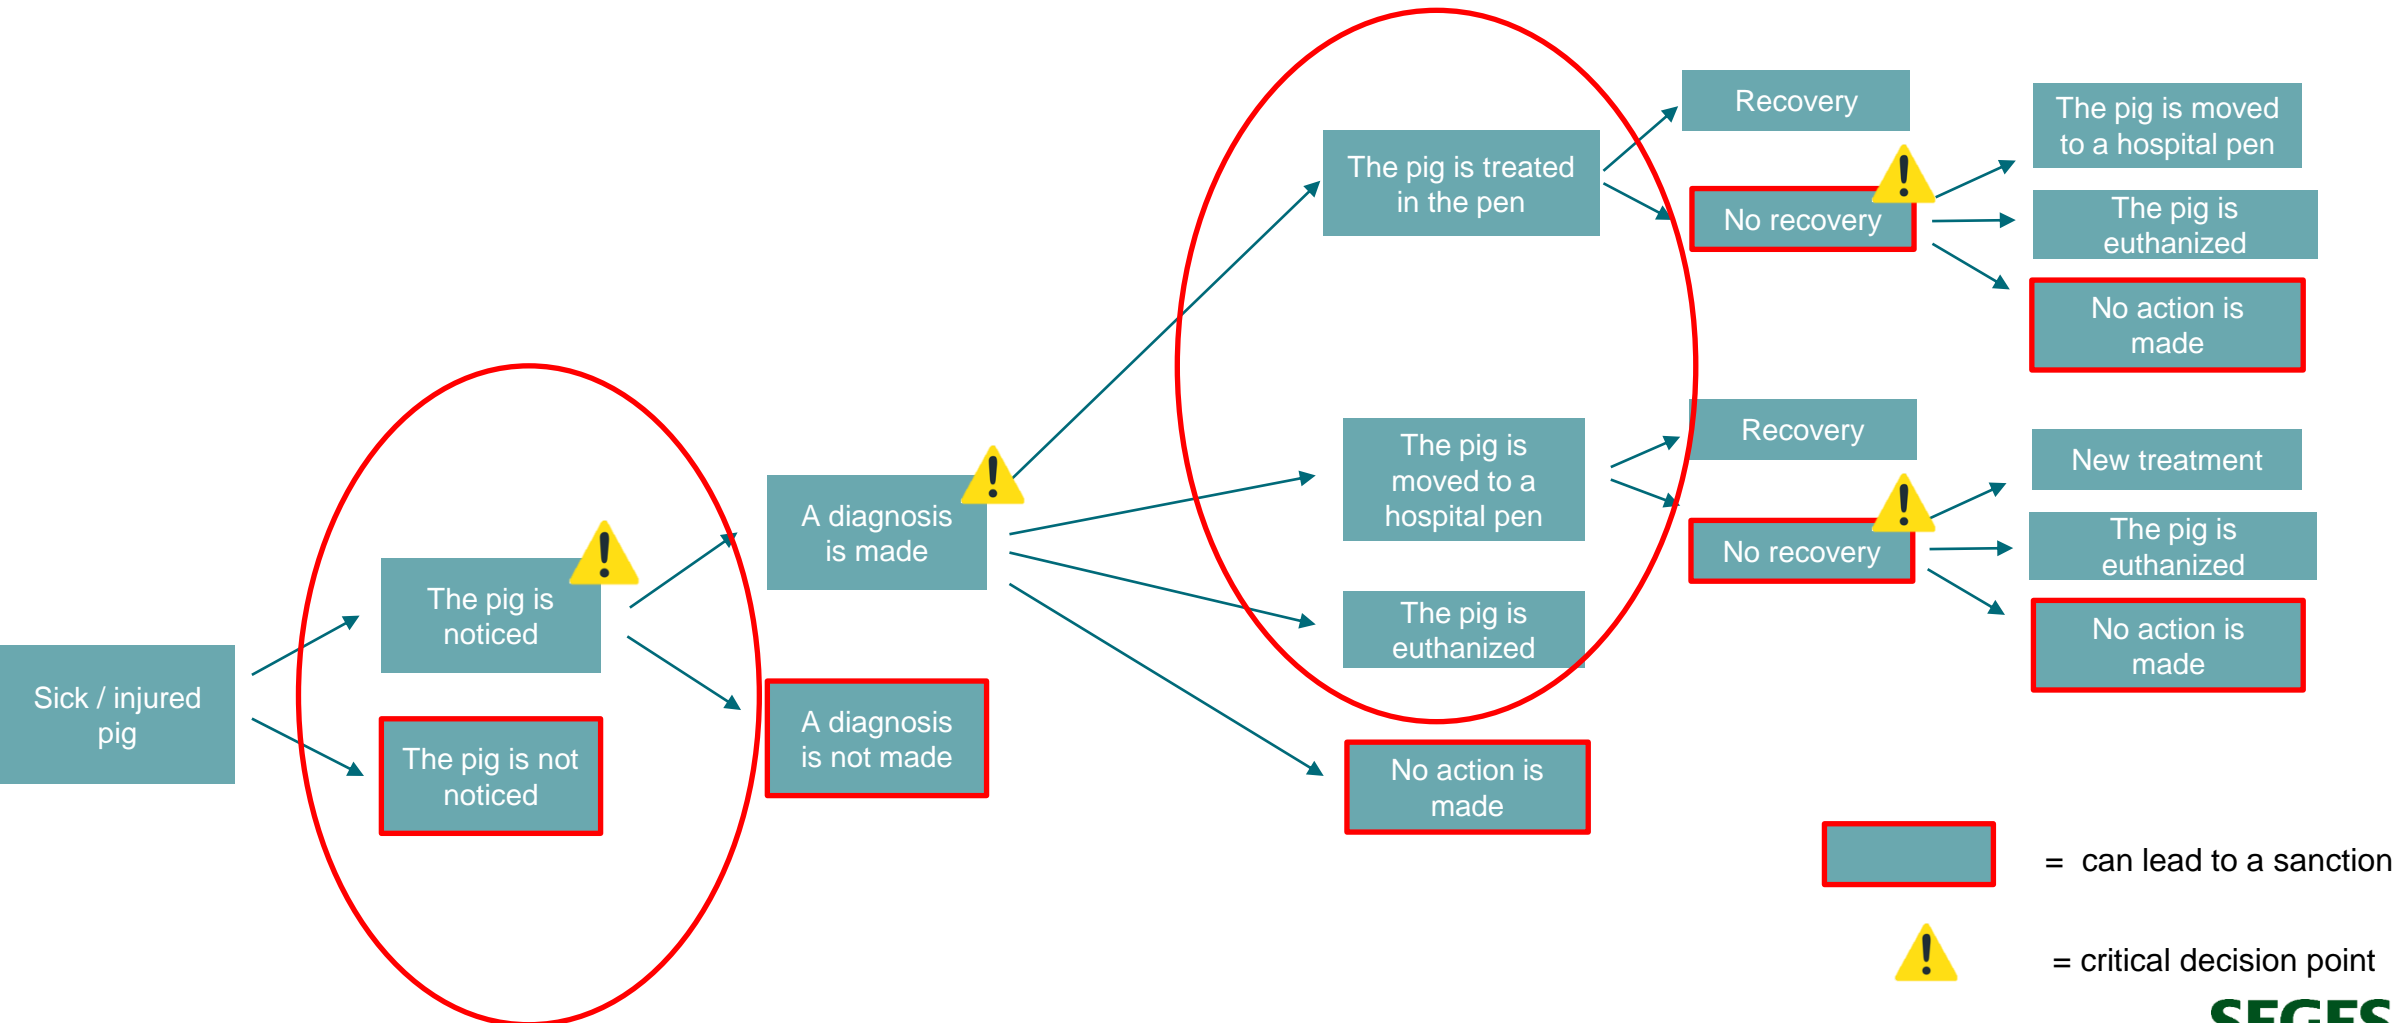 Sick / injured
pig
The pig is
noticed
The pig is not
noticed
A diagnosis
is made
A diagnosis
is not made
The pig is treated
in the pen
The pig is
moved to a
hospital pen
The pig is
euthanized
No action is
made
Recovery
No recovery
Recovery
No recovery
The pig is moved
to a hospital pen
The pig is
euthanized
No action is
made
New treatment
The pig is
euthanized
No action is
made
= can lead to a sanction
= critical decision point
SEGES